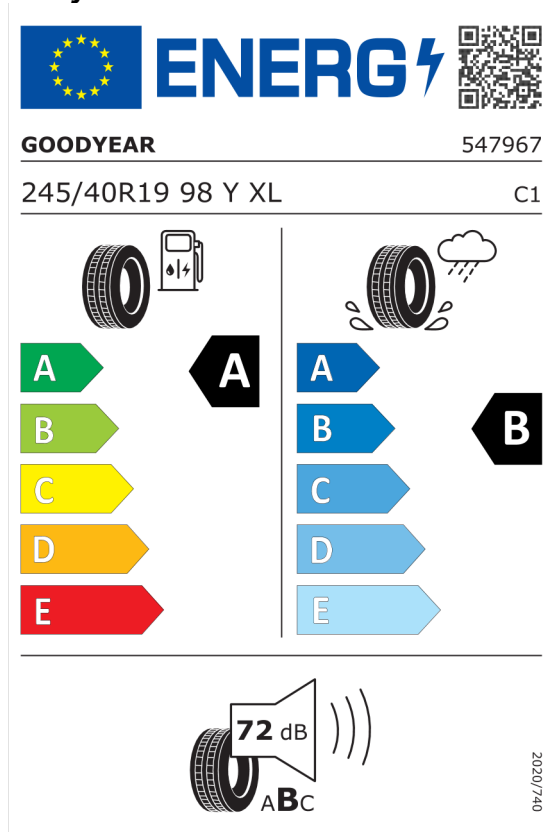 ENERG
GOODYEAR 547967
245/40R19 98 Y XL C1
A A A
B B B
C C
D D
E E
72 dB
ABC
2020/740